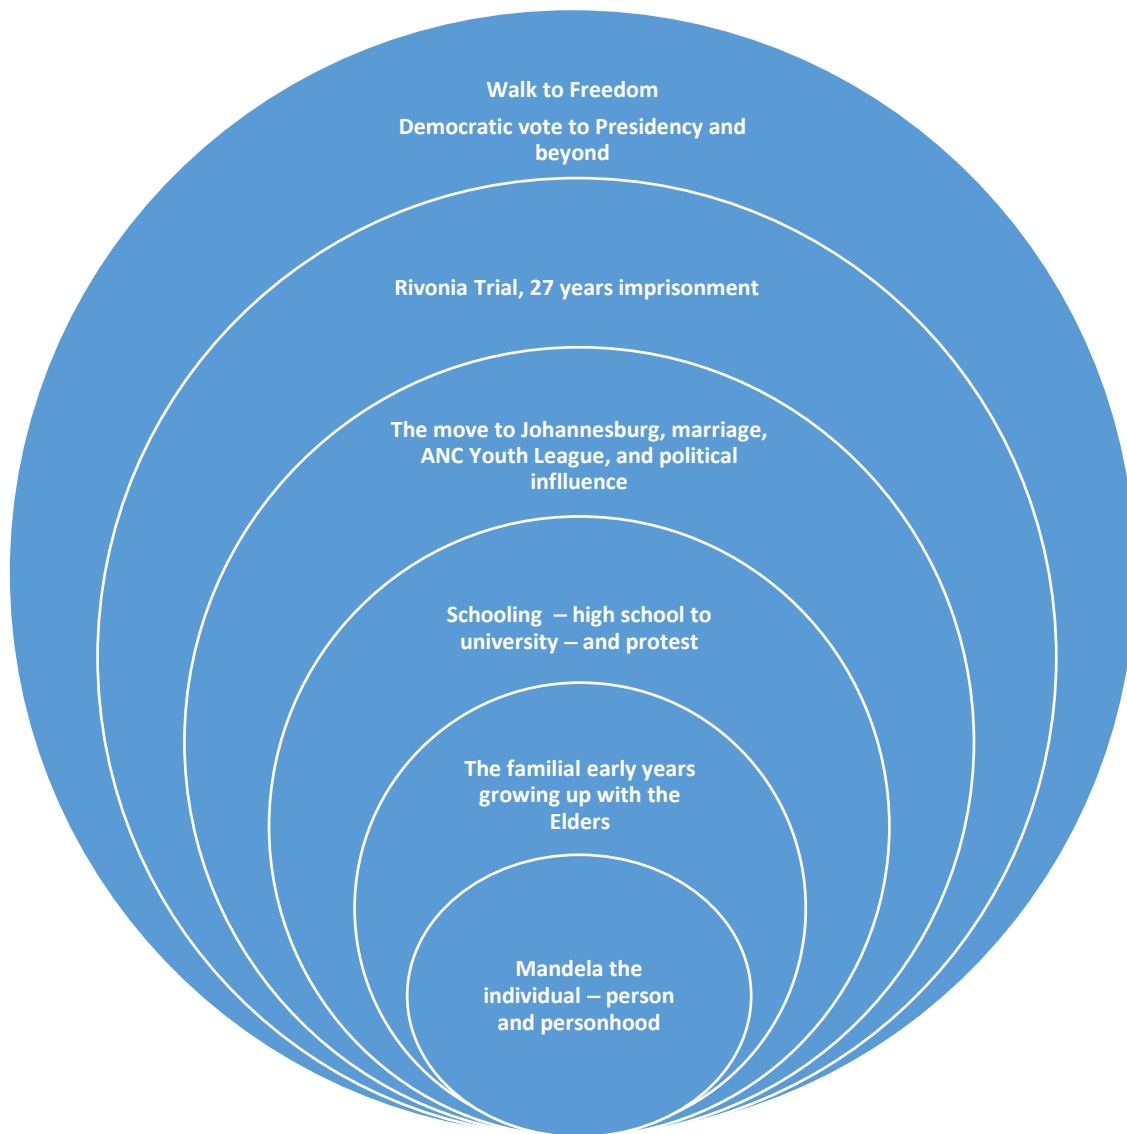 Walk to Freedom
Democratic vote to Presidency and
beyond
Rivonia Trial, 27 years imprisonment
The move to Johannesburg, marriage,
ANC Youth League, and political
inflluence
Schooling – high school to
university – and protest
The familial early years
growing up with the
Elders
Mandela the
individual – person
and personhood